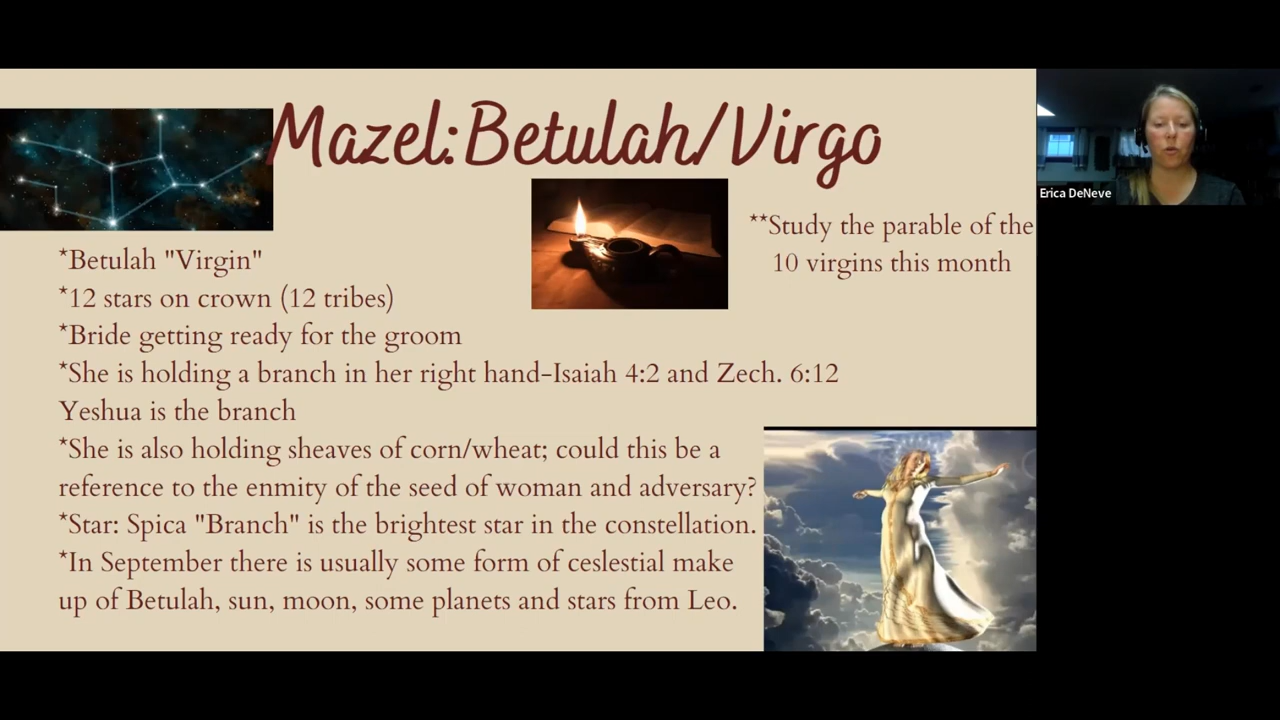 Mazel:Betulah/Virgo
**Study the parable of the
10 virgins this month
Erica DeNeve
*Betulah "Virgin"
*12 stars on crown (12 tribes)
*Bride getting ready for the groom
*She is holding a branch in her right hand-Isaiah 4:2 and Zech. 6:12
Yeshua is the branch
*She is also holding sheaves of corn/wheat; could this be a
reference to the enmity of the seed of woman and adversary?
*Star: Spica "Branch" is the brightest star in the constellation.
*In September there is usually some form of ceslestial make
up of Betulah, sun, moon, some planets and stars from Leo.